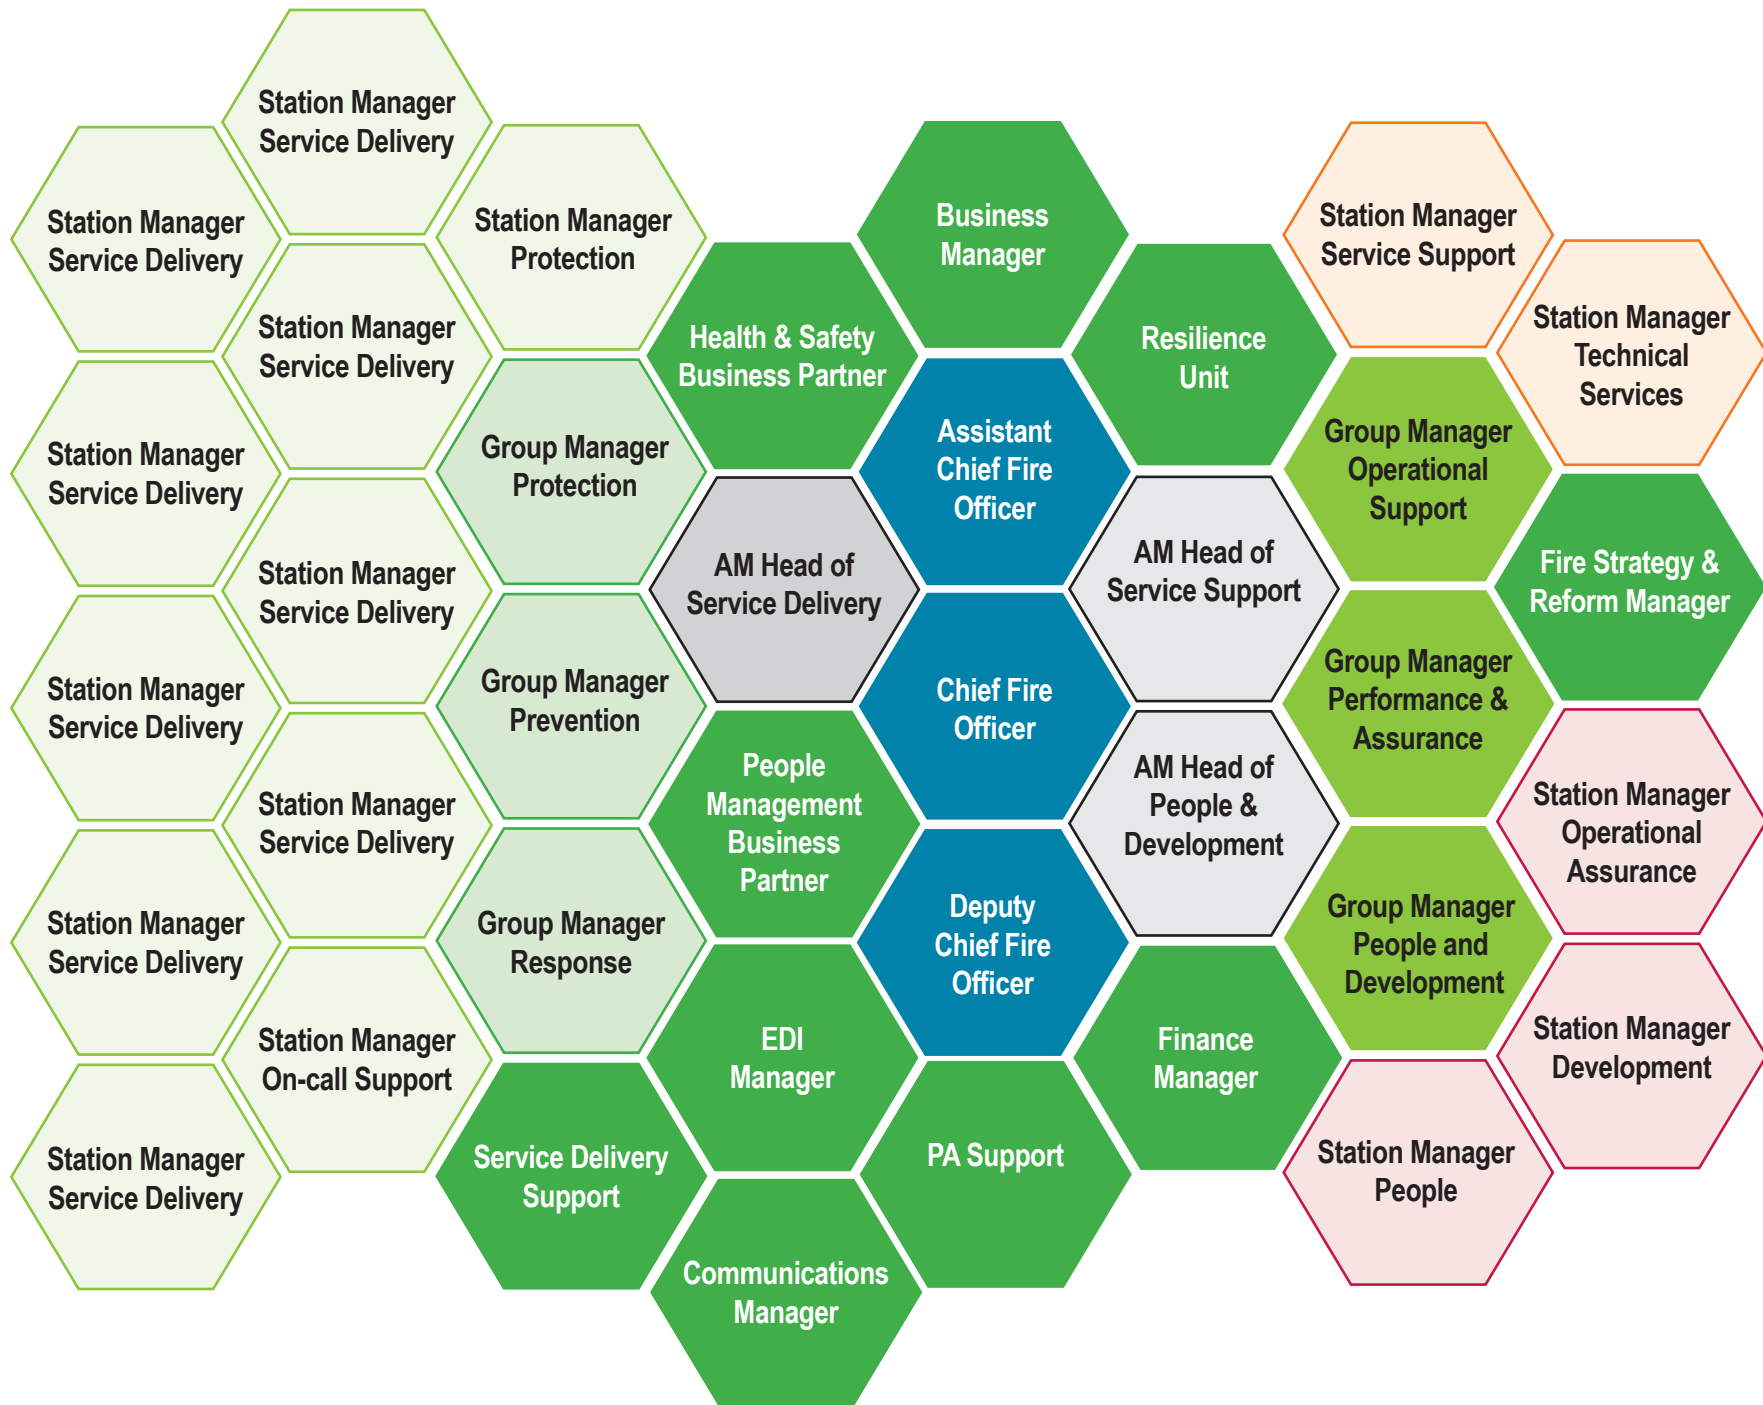 Station Manager
Service Delivery
Station Manager
Service Delivery
Station Manager
Service Delivery
Station Manager
Service Delivery
Station Manager
Service Delivery
Station Manager
Service Delivery
Station Manager
Service Delivery
Station Manager
Service Delivery
Station Manager
Service Delivery
Station Manager
On-call Support
Station Manager
Service Delivery
Station Manager
Protection
Group Manager
Protection
Group Manager
Prevention
Group Manager
Response
Service Delivery
Support
Health & Safety
Business Partner
AM Head of
Service Delivery
People
Management
Business
Partner
EDI
Manager
Communications
Manager
Business
Manager
Assistant
Chief Fire
Officer
Chief Fire
Officer
Deputy
Chief Fire
Officer
PA Support
Resilience
Unit
AM Head of
Service Support
AM Head of
People &
Development
Finance
Manager
Station Manager
Service Support
Group Manager
Operational
Support
Group Manager
Performance &
Assurance
Group Manager
People and
Development
Station Manager
People
Station Manager
Technical
Services
Fire Strategy &
Reform Manager
Station Manager
Operational
Assurance
Station Manager
Development